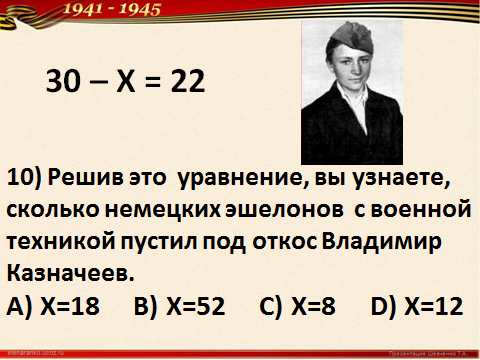 1941 - 1945
30 – Х = 22
10) Решив это уравнение, вы узнаете,
сколько немецких эшелонов с военной
техникой пустил под откос Владимир
Казначеев.
А) Х=18 В) Х=52 С) Х=8 D) Х=12
elenaranko.ucoz.ru
Презентация Шевченко Т.А.